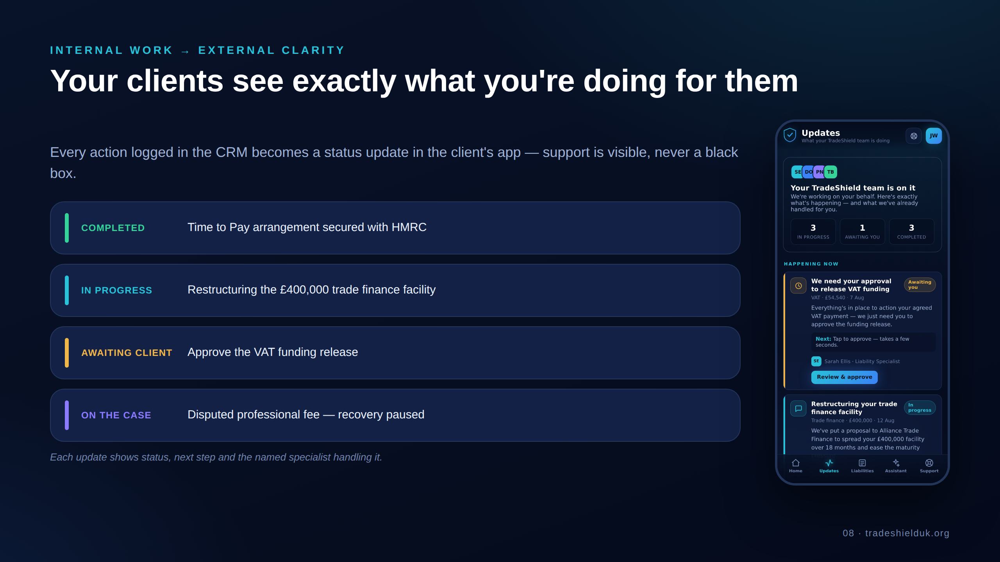 INTERNAL WORK → EXTERNAL CLARITY
Your clients see exactly what you're doing for them
Every action logged in the CRM becomes a status update in the client's app — support is visible, never a black
box.
COMPLETED Time to Pay arrangement secured with HMRC
IN PROGRESS Restructuring the £400,000 trade finance facility
AWAITING CLIENT Approve the VAT funding release
ON THE CASE Disputed professional fee — recovery paused
Each update shows status, next step and the named specialist handling it.
Updates
What your TradeShield team is doing
JW
SE DO PN TB
Your TradeShield team is on it
We're working on your behalf. Here's exactly
what's happening — and what we've already
handled for you.
3 1 3
IN PROGRESS AWAITING YOU COMPLETED
HAPPENING NOW
We need your approval
to release VAT funding
Awaiting
you
VAT · £54,540 · 7 Aug
Everything's in place to action your agreed
VAT payment — we just need you to
approve the funding release.
Next: Tap to approve — takes a few
seconds.
SE Sarah Ellis · Liability Specialist
Review & approve
Restructuring your trade
finance facility
In
progress
Trade finance · £400,000 · 12 Aug
We've put a proposal to Alliance Trade
Finance to spread your £400,000 facility
over 18 months and ease the maturity
Home Updates Liabilities Assistant Support
08 · tradeshielduk.org